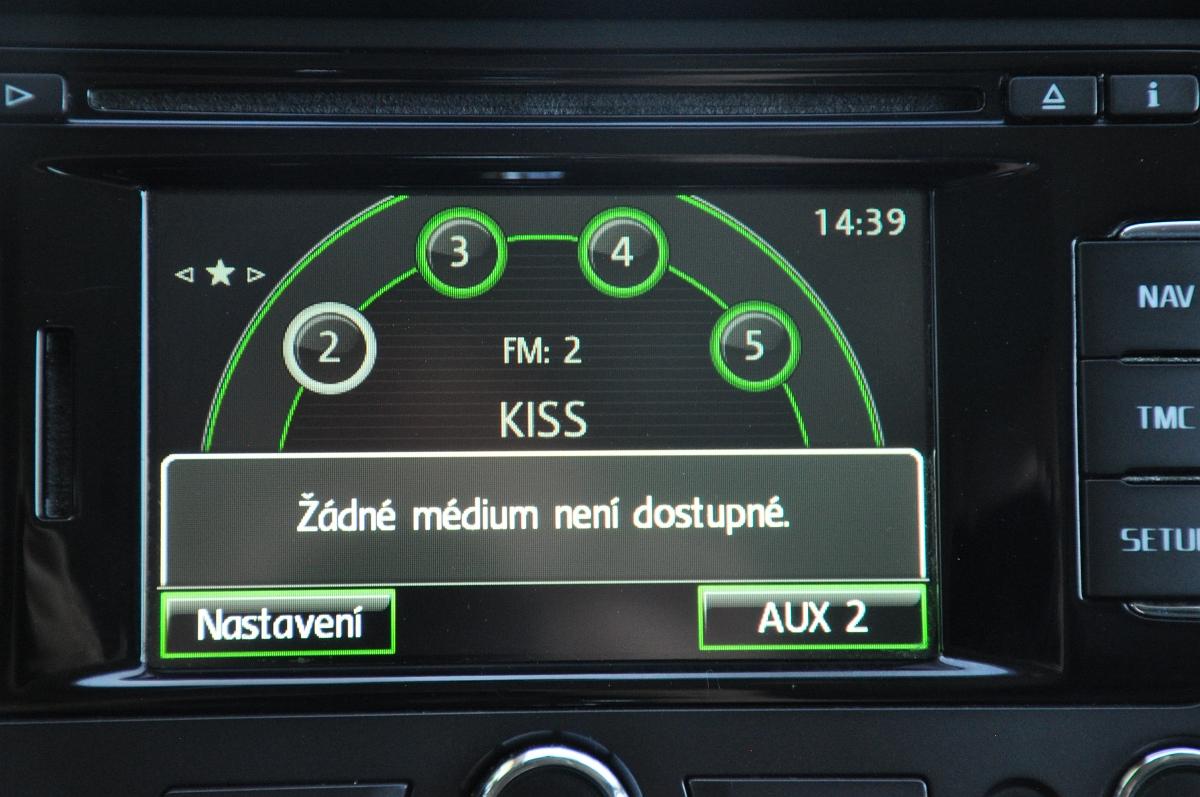 14:39
3
4
2
5
FM: 2
KISS
Žádné médium není dostupné.
Nastavení
AUX 2
NAV
TMC